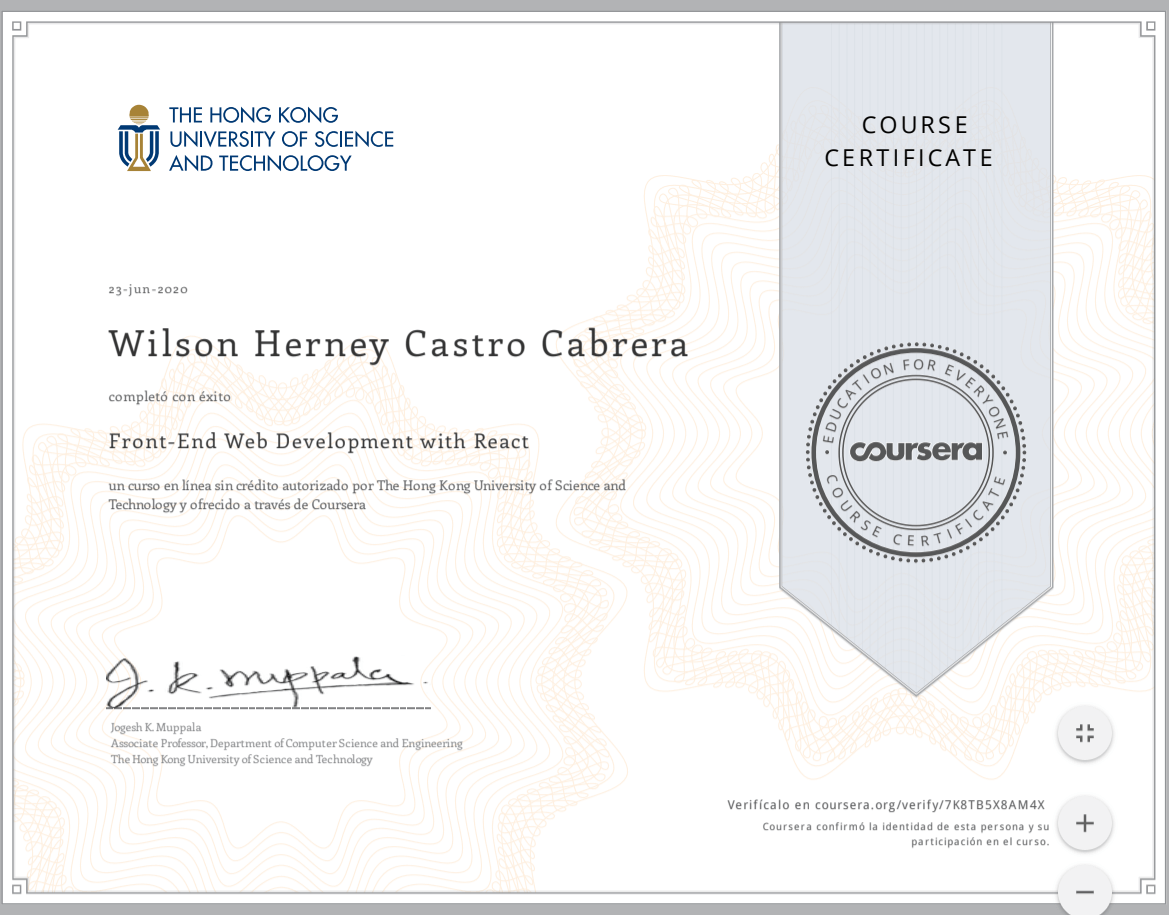 THE HONG KONG
UNIVERSITY OF SCIENCE
AND TECHNOLOGY
COURSE
CERTIFICATE
23-jun-2020
Wilson Herney Castro Cabrera
completó con éxito
Front-End Web Development with React
un curso en línea sin crédito autorizado por The Hong Kong University of Science and
Technology y ofrecido a través de Coursera
EDUCATION FOR EVERYONE
coursera
COURSE CERTIFICATE
J. K. Muppala
Jogesh K. Muppala
Associate Professor, Department of Computer Science and Engineering
The Hong Kong University of Science and Technology
Verifícalo en coursera.org/verify/7K8TB5X8AM4X
Coursera confirmó la identidad de esta persona y su
participación en el curso.